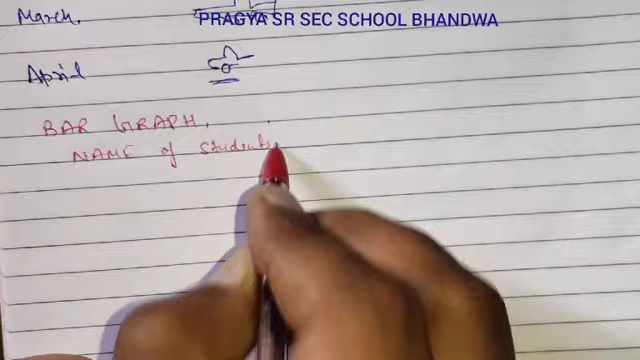 March.
PRAGYA SR SEC SCHOOL BHANDWA
April
BAR GRAPH.
NAME of Students